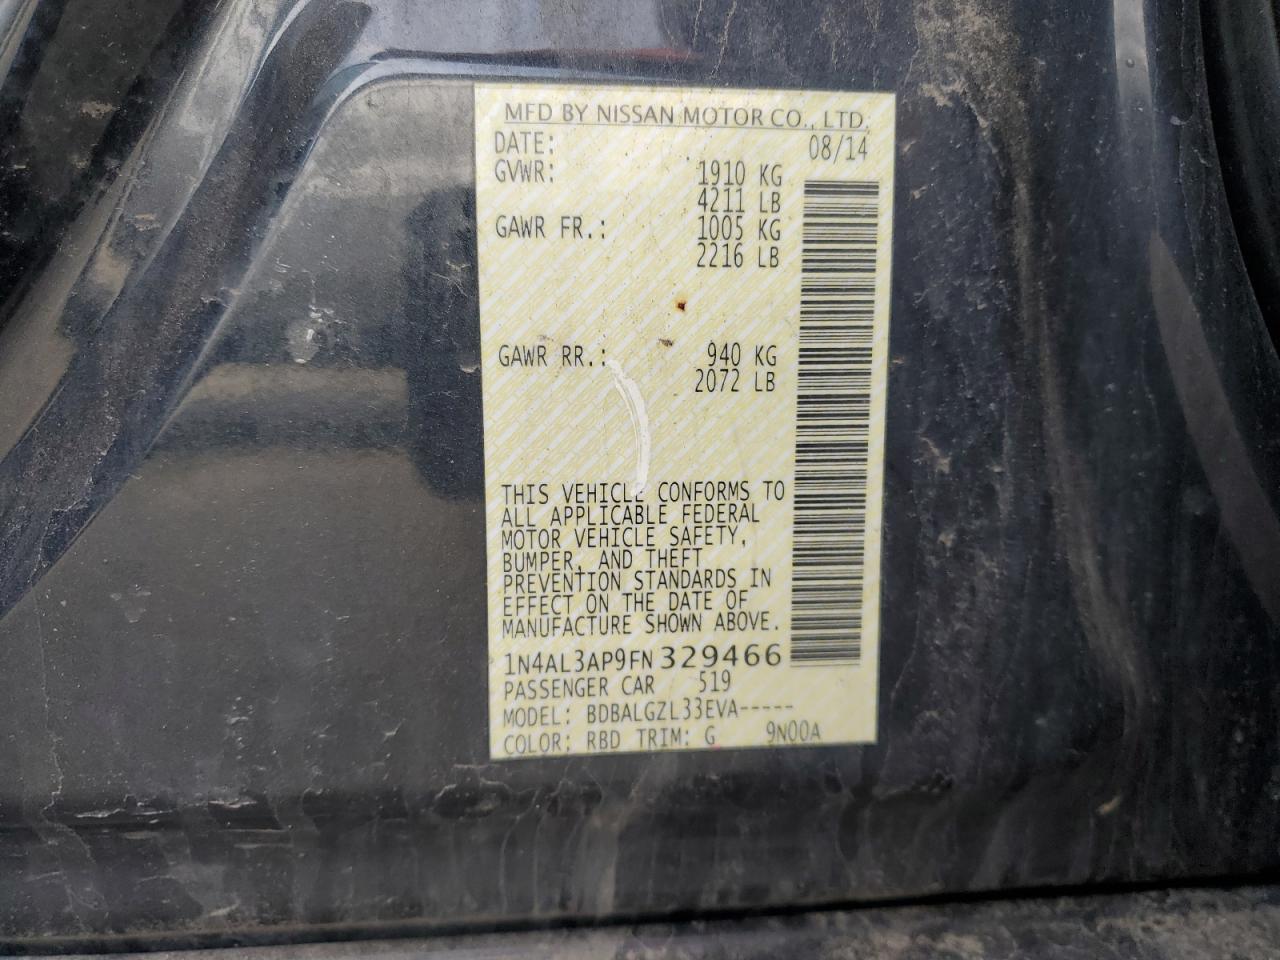 MFD BY NISSAN MOTOR CO., LTD.
DATE: 08/14
GVWR: 1910 KG
4211 LB
GAWR FR.: 1005 KG
2216 LB
GAWR RR.: 940 KG
2072 LB
THIS VEHICLE CONFORMS TO
ALL APPLICABLE FEDERAL
MOTOR VEHICLE SAFETY,
BUMPER, AND THEFT
PREVENTION STANDARDS IN
EFFECT ON THE DATE OF
MANUFACTURE SHOWN ABOVE.
1N4AL3AP9FN329466
PASSENGER CAR 519
MODEL: BDBALGZL33EVA-----
COLOR: RBD TRIM: G 9N00A